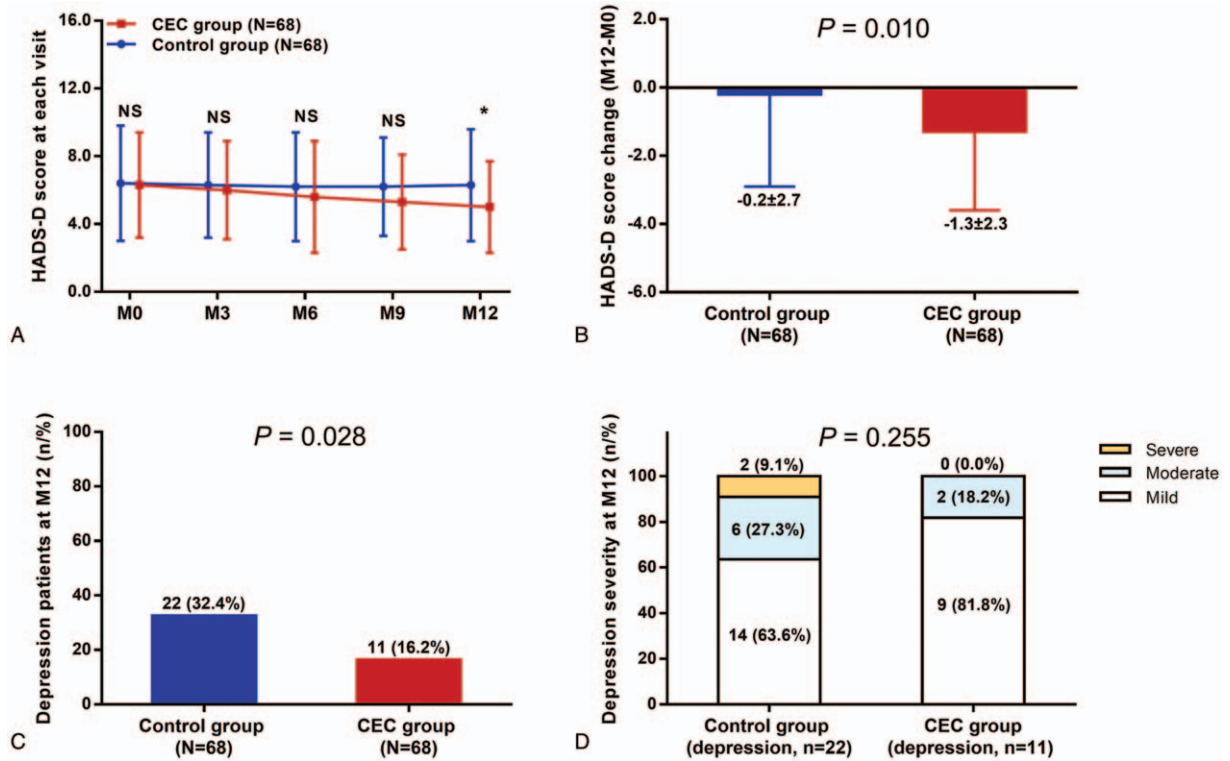 HADS-D score at each visit
16.0
12.0
8.0
4.0
0.0
CEC group (N=68)
Control group (N=68)
NS
NS
NS
NS
*
M0
M3
M6
M9
M12
A
HADS-D score change (M12-M0)
2.0
0.0
-2.0
-4.0
-6.0
P = 0.010
-0.2±2.7
-1.3±2.3
Control group
(N=68)
CEC group
(N=68)
B
Depression patients at M12 (n/%)
100
80
60
40
20
0
P = 0.028
22 (32.4%)
11 (16.2%)
Control group
(N=68)
CEC group
(N=68)
C
Depression severity at M12 (n/%)
100
80
60
40
20
0
P = 0.255
2 (9.1%)
6 (27.3%)
14 (63.6%)
0 (0.0%)
2 (18.2%)
9 (81.8%)
Control group
(depression, n=22)
CEC group
(depression, n=11)
Severe
Moderate
Mild
D